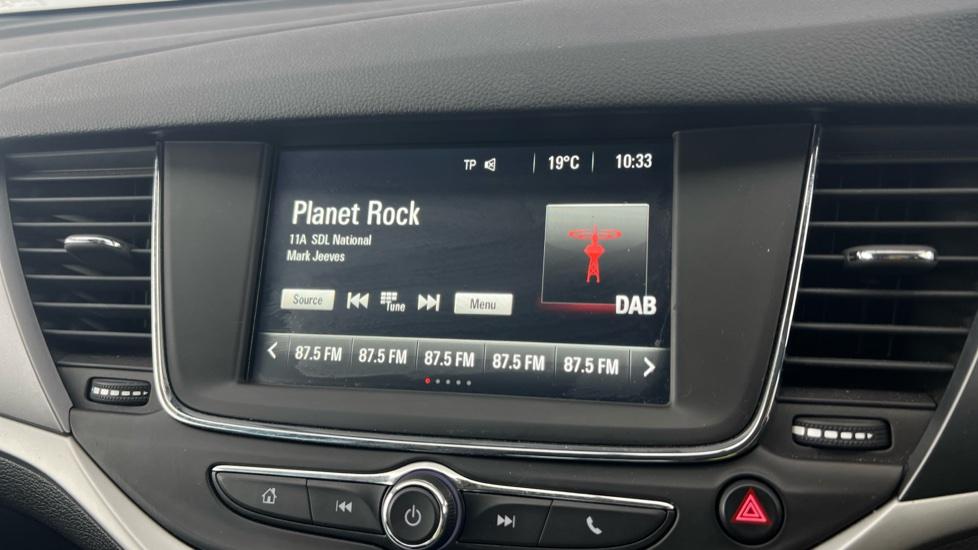 TP 19°C 10:33
Planet Rock
11A SDL National
Mark Jeeves
Source Tune Menu
DAB
87.5 FM 87.5 FM 87.5 FM 87.5 FM 87.5 FM